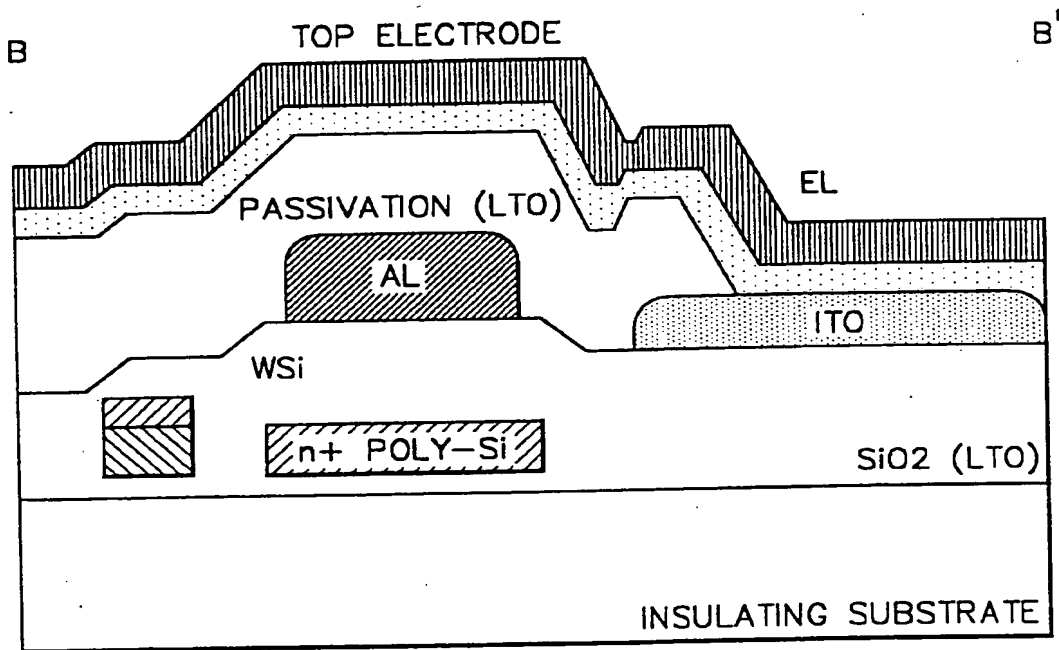 B
TOP ELECTRODE
B'
EL
PASSIVATION (LTO)
AL
ITO
WSi
n+ POLY-Si
SiO2 (LTO)
INSULATING SUBSTRATE